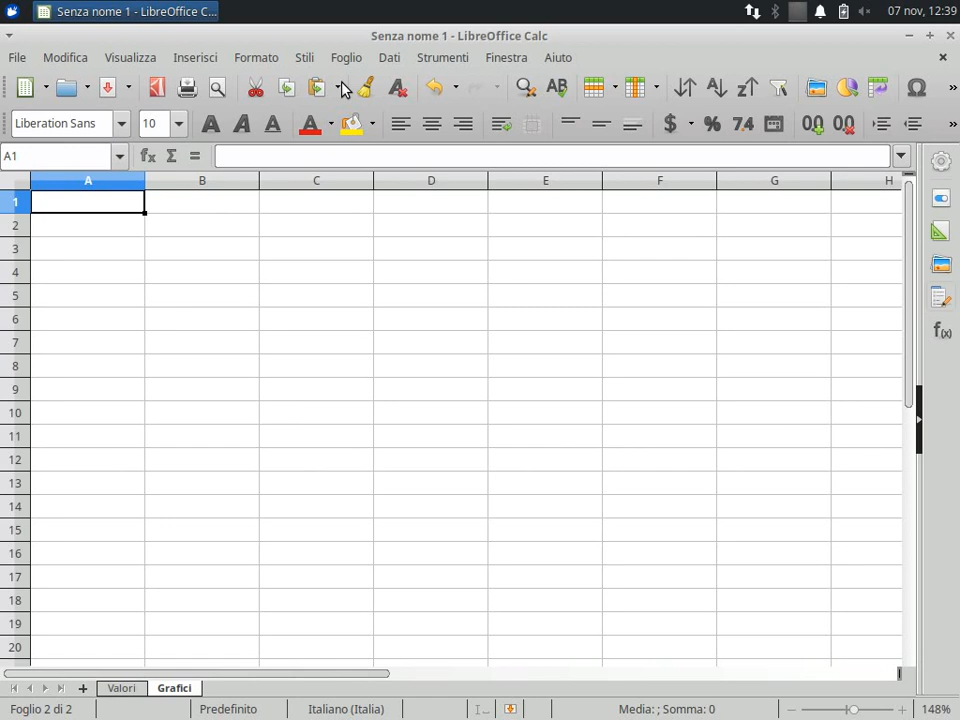 Senza nome 1 - LibreOffice C...
07 nov, 12:39
Senza nome 1 - LibreOffice Calc
File Modifica Visualizza Inserisci Formato Stili Foglio Dati Strumenti Finestra Aiuto
Liberation Sans 10
A1
A B C D E F G H
1
2
3
4
5
6
7
8
9
10
11
12
13
14
15
16
17
18
19
20
Valori Grafici
Foglio 2 di 2 Predefinito Italiano (Italia) Media: ; Somma: 0 148%